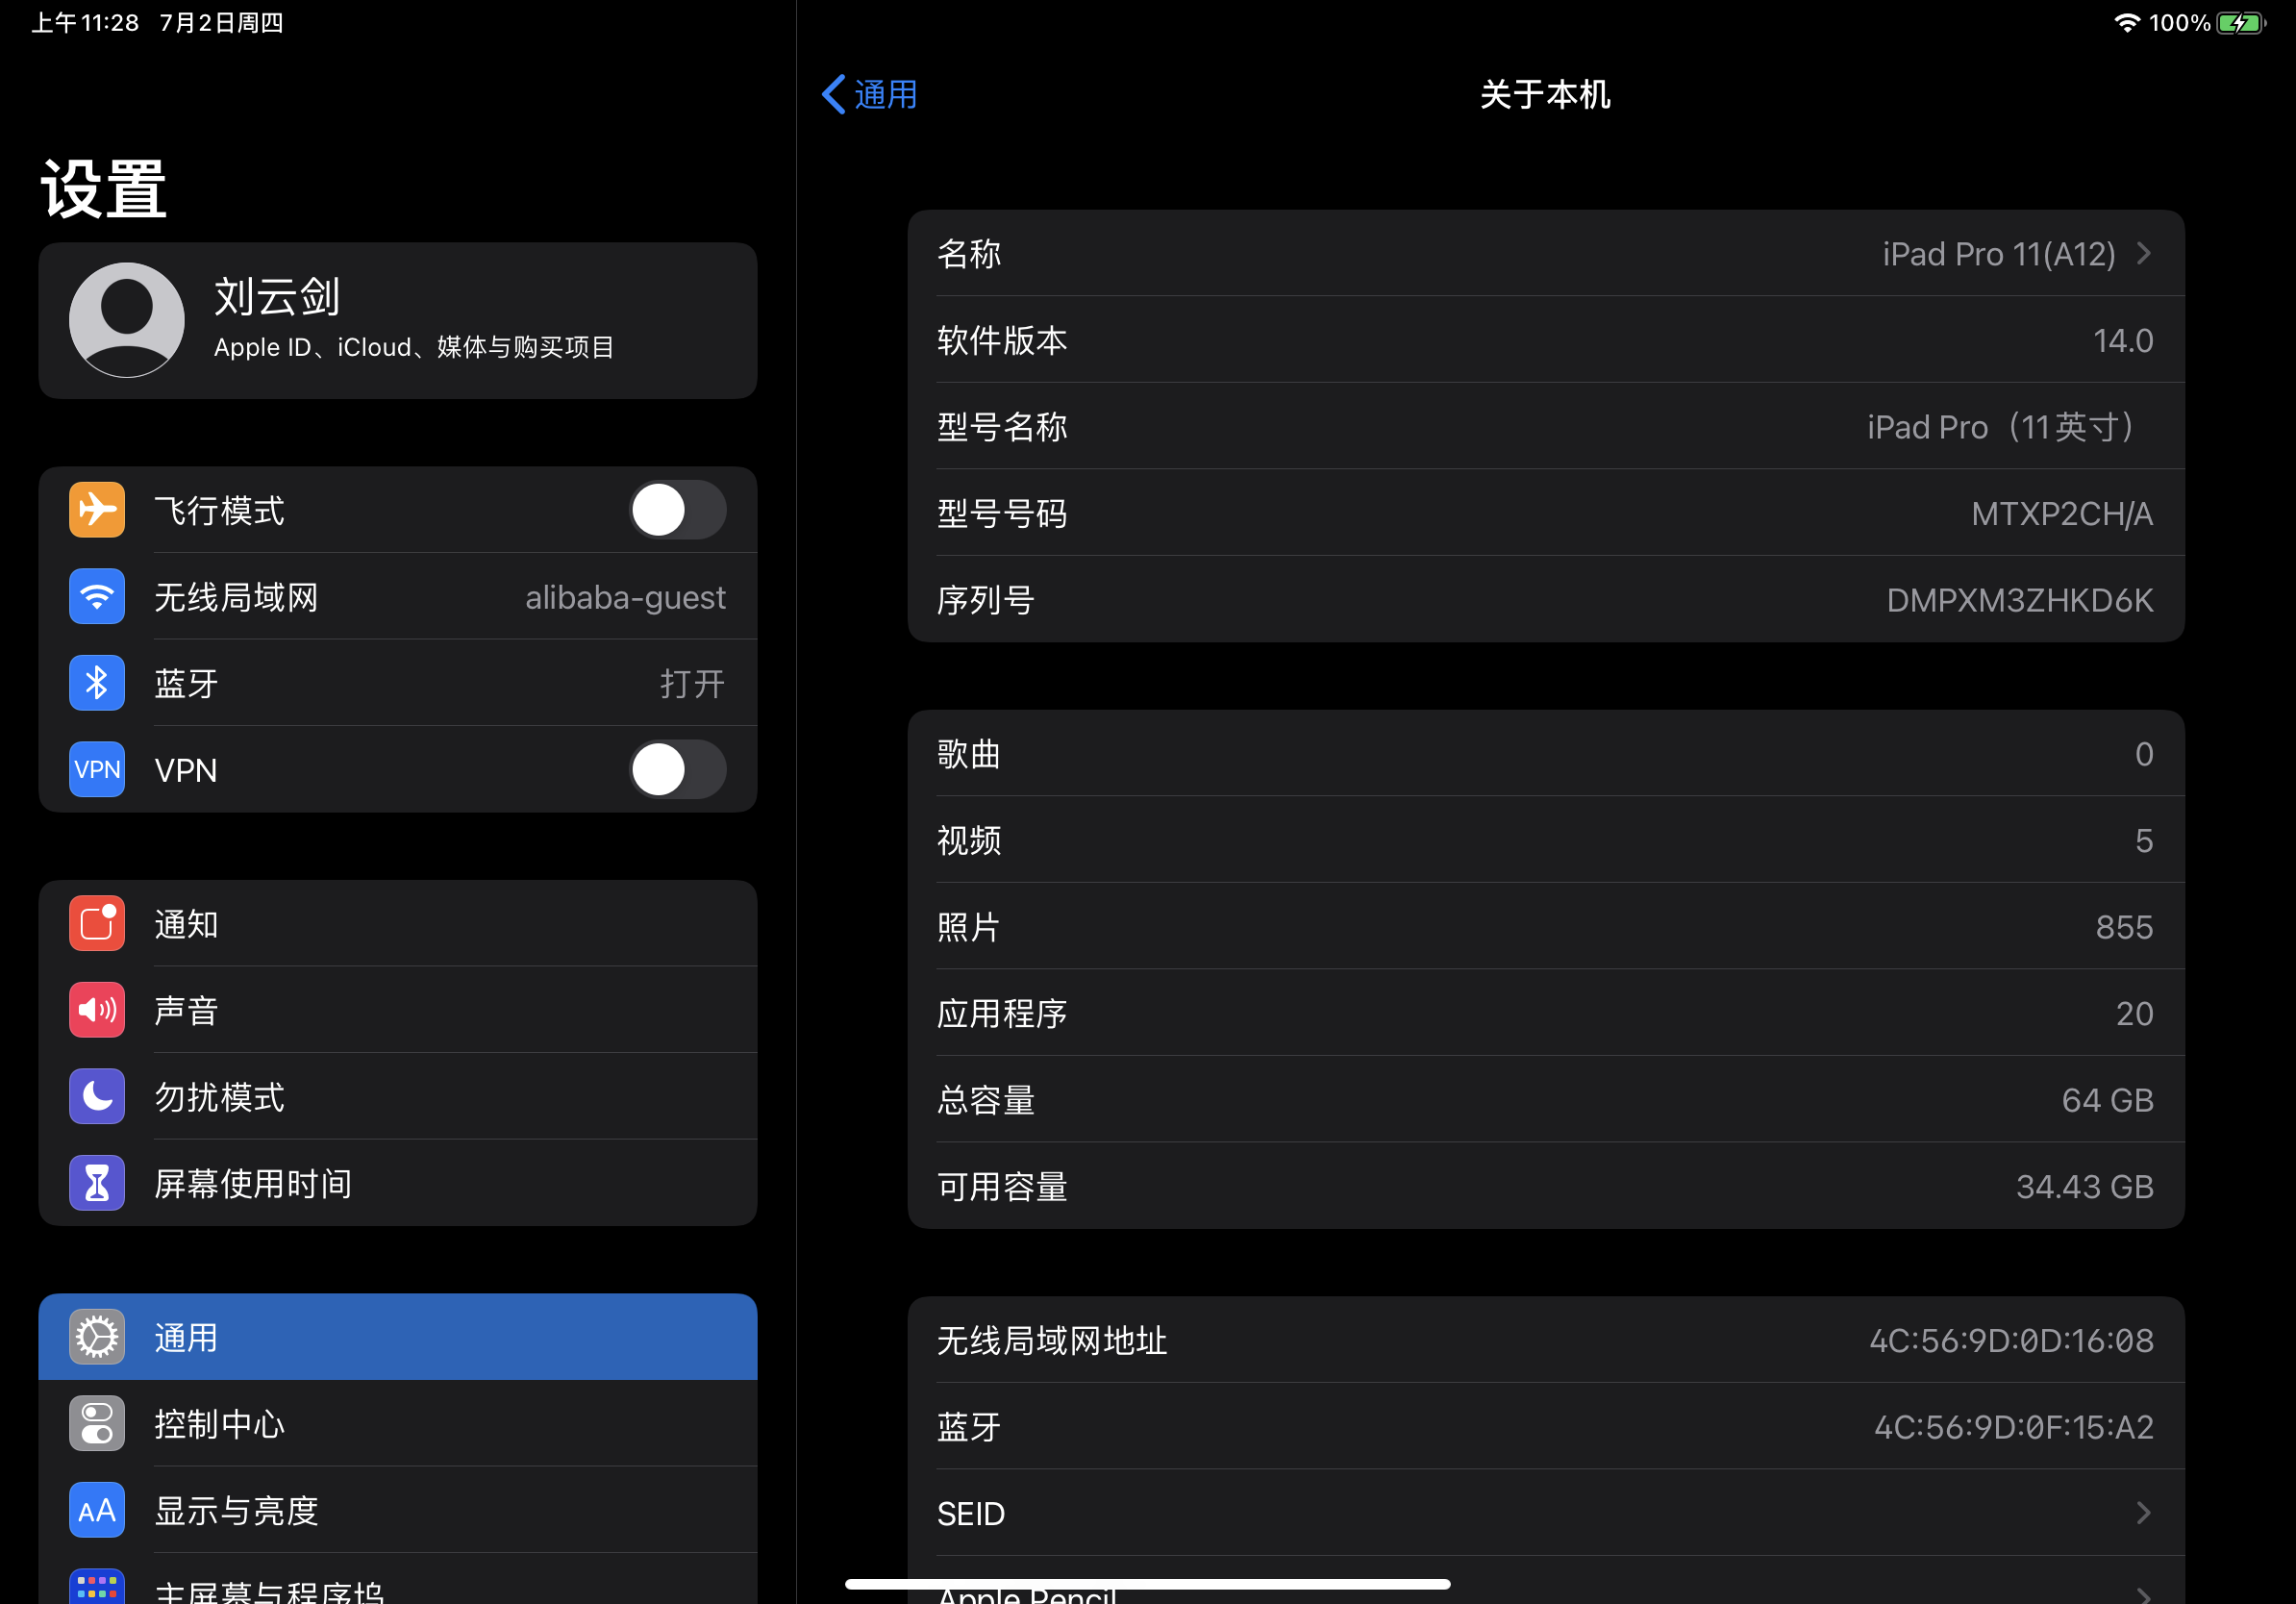 上午11:28 7月2日周四
100%
设置
刘云剑
Apple ID、iCloud、媒体与购买项目
飞行模式
无线局域网 alibaba-guest
蓝牙 打开
VPN VPN
通知
声音
勿扰模式
屏幕使用时间
通用
控制中心
AA 显示与亮度
主屏幕与程序坞
通用
关于本机
名称 iPad Pro 11(A12)
软件版本 14.0
型号名称 iPad Pro（11英寸）
型号号码 MTXP2CH/A
序列号 DMPXM3ZHKD6K
歌曲 0
视频 5
照片 855
应用程序 20
总容量 64 GB
可用容量 34.43 GB
无线局域网地址 4C:56:9D:0D:16:08
蓝牙 4C:56:9D:0F:15:A2
SEID
Apple Pencil